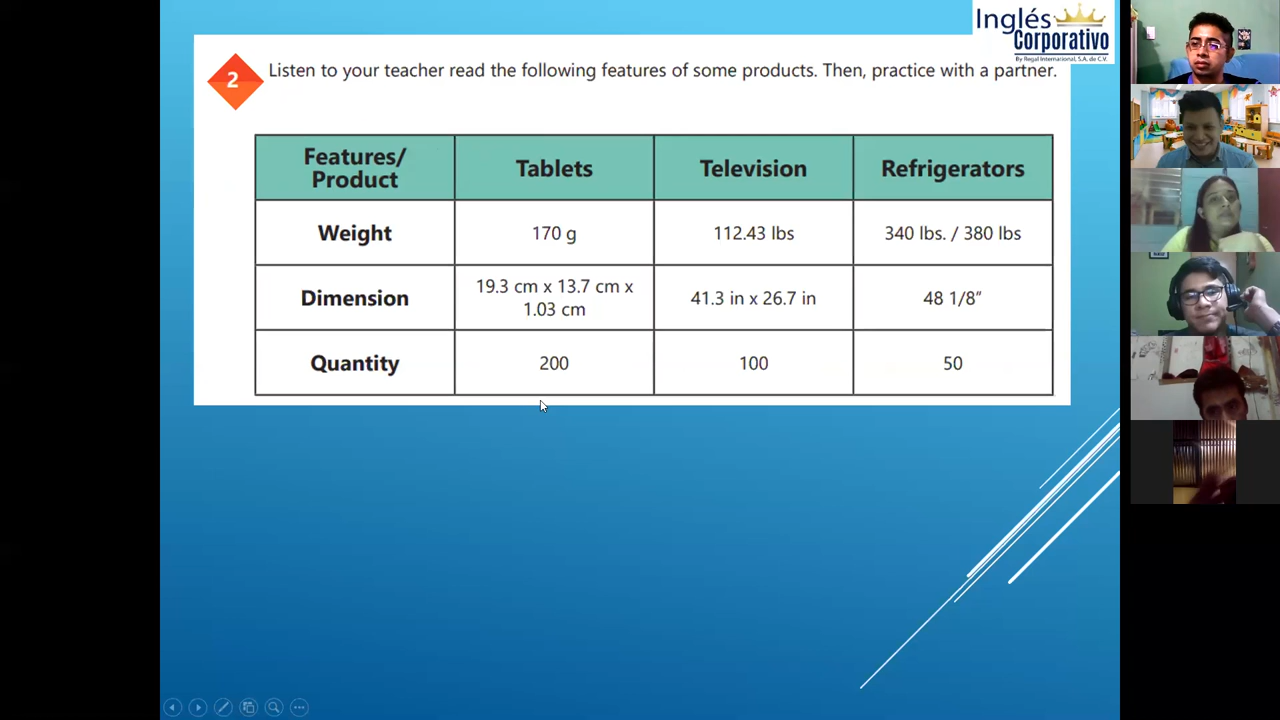 Inglés
Corporativo
By Regal International, S.A. de C.V.
2
Listen to your teacher read the following features of some products. Then, practice with a partner.
Features/
Product
Tablets
Television
Refrigerators
Weight
170 g
112.43 lbs
340 lbs. / 380 lbs
Dimension
19.3 cm x 13.7 cm x
1.03 cm
41.3 in x 26.7 in
48 1/8”
Quantity
200
100
50